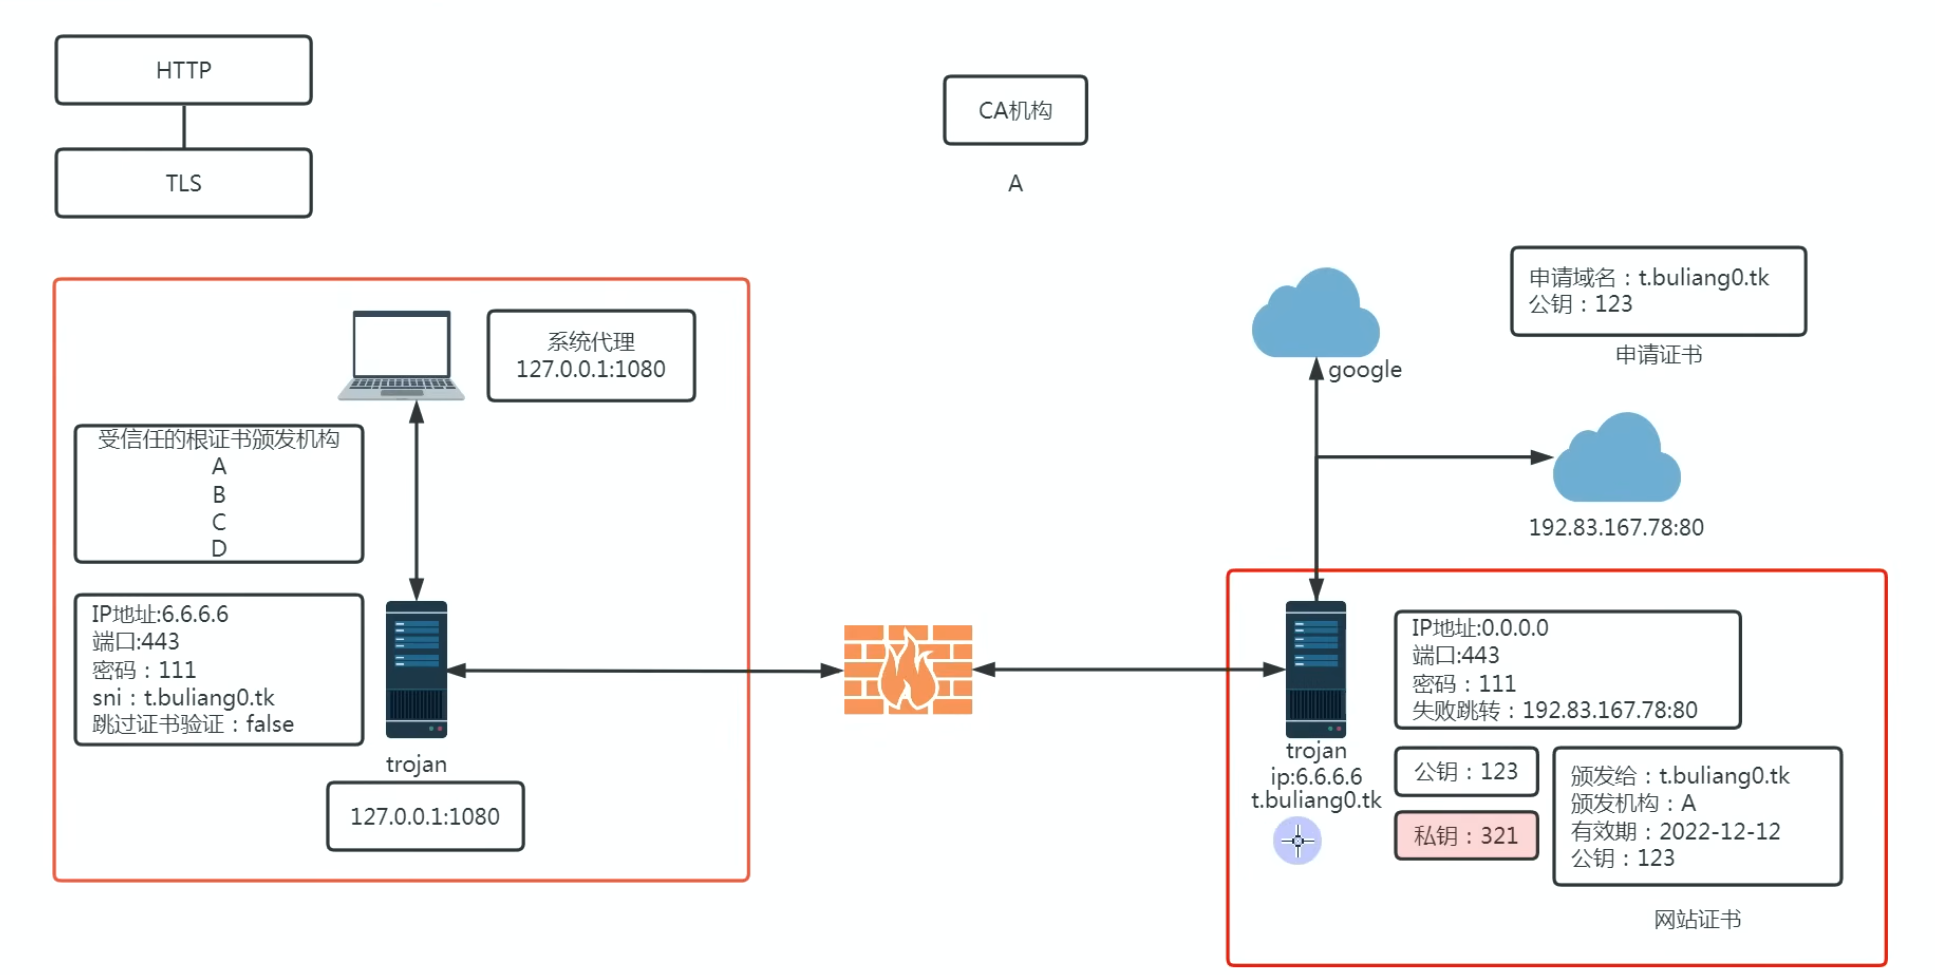 HTTP
TLS
CA机构
A
申请域名：t.buliang0.tk
公钥：123
申请证书
系统代理
127.0.0.1:1080
google
受信任的根证书颁发机构
A
B
C
D
192.83.167.78:80
IP地址:6.6.6.6
端口:443
密码：111
sni：t.buliang0.tk
跳过证书验证：false
trojan
127.0.0.1:1080
IP地址:0.0.0.0
端口:443
密码：111
失败跳转：192.83.167.78:80
trojan
ip:6.6.6.6
t.buliang0.tk
公钥：123
私钥：321
颁发给：t.buliang0.tk
颁发机构：A
有效期：2022-12-12
公钥：123
网站证书